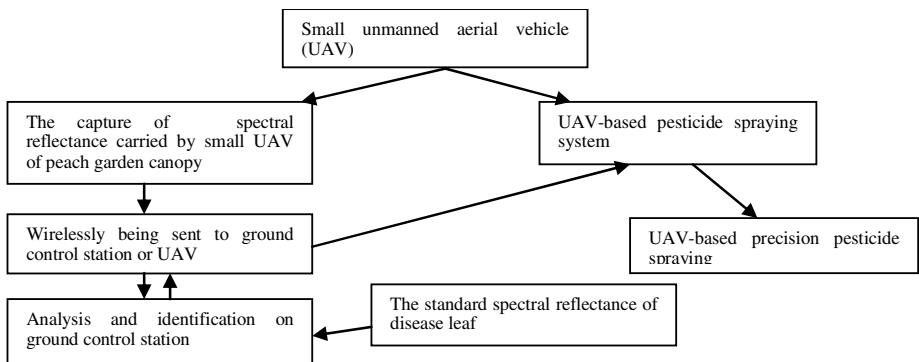 Small unmanned aerial vehicle
(UAV)
The capture of spectral
reflectance carried by small UAV
of peach garden canopy
UAV-based pesticide spraying
system
Wirelessly being sent to ground
control station or UAV
UAV-based precision pesticide
spraying
Analysis and identification on
ground control station
The standard spectral reflectance of
disease leaf